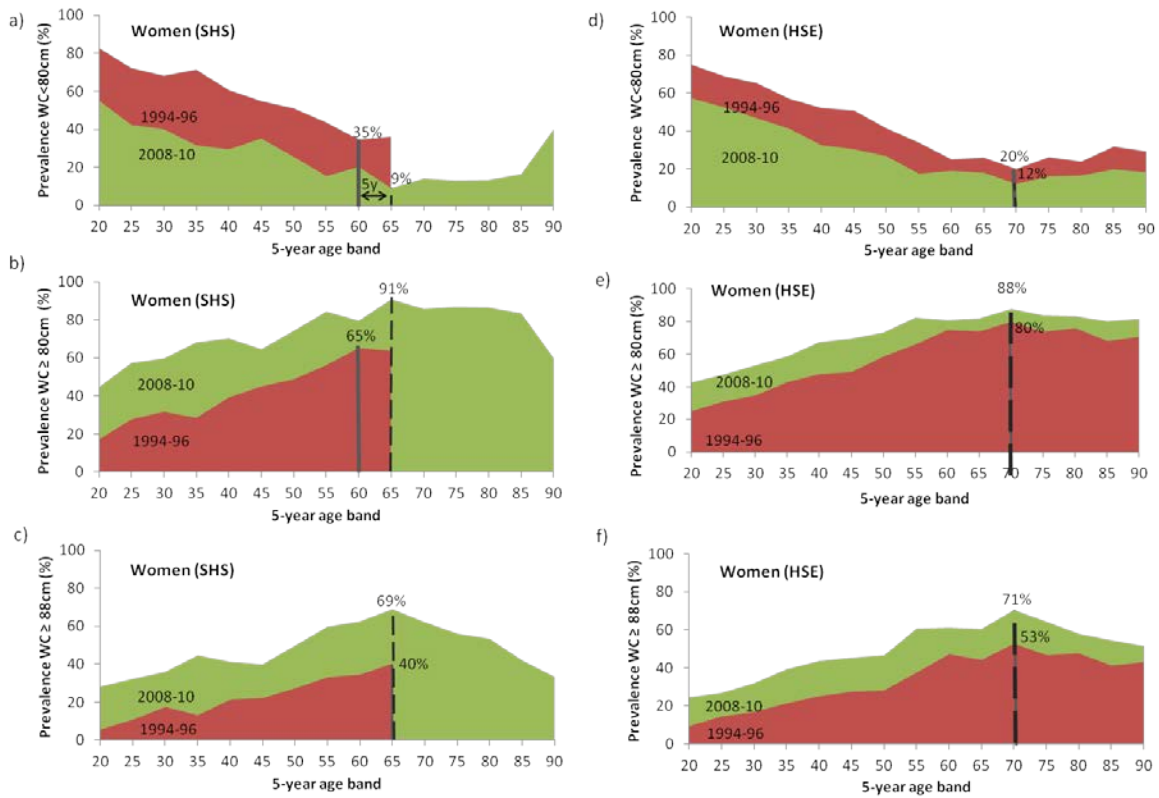 a)
Women (SHS)
Prevalence WC<80cm (%)
100
80
60
40
20
0
1994-96
2008-10
35%
5y
9%
20 25 30 35 40 45 50 55 60 65 70 75 80 85 90
5-year age band
b)
Women (SHS)
Prevalence WC ≥ 80cm (%)
100
80
60
40
20
0
91%
65%
2008-10
1994-96
20 25 30 35 40 45 50 55 60 65 70 75 80 85 90
5-year age band
c)
Women (SHS)
Prevalence WC ≥ 88cm (%)
100
80
60
40
20
0
69%
40%
2008-10
1994-96
20 25 30 35 40 45 50 55 60 65 70 75 80 85 90
5-year age band
d)
Women (HSE)
Prevalence WC<80cm (%)
100
80
60
40
20
0
1994-96
2008-10
20%
12%
20 25 30 35 40 45 50 55 60 65 70 75 80 85 90
5-year age band
e)
Women (HSE)
Prevalence WC ≥ 80cm (%)
100
80
60
40
20
0
88%
80%
2008-10
1994-96
20 25 30 35 40 45 50 55 60 65 70 75 80 85 90
5-year age band
f)
Women (HSE)
Prevalence WC ≥ 88cm (%)
100
80
60
40
20
0
71%
53%
2008-10
1994-96
20 25 30 35 40 45 50 55 60 65 70 75 80 85 90
5-year age band